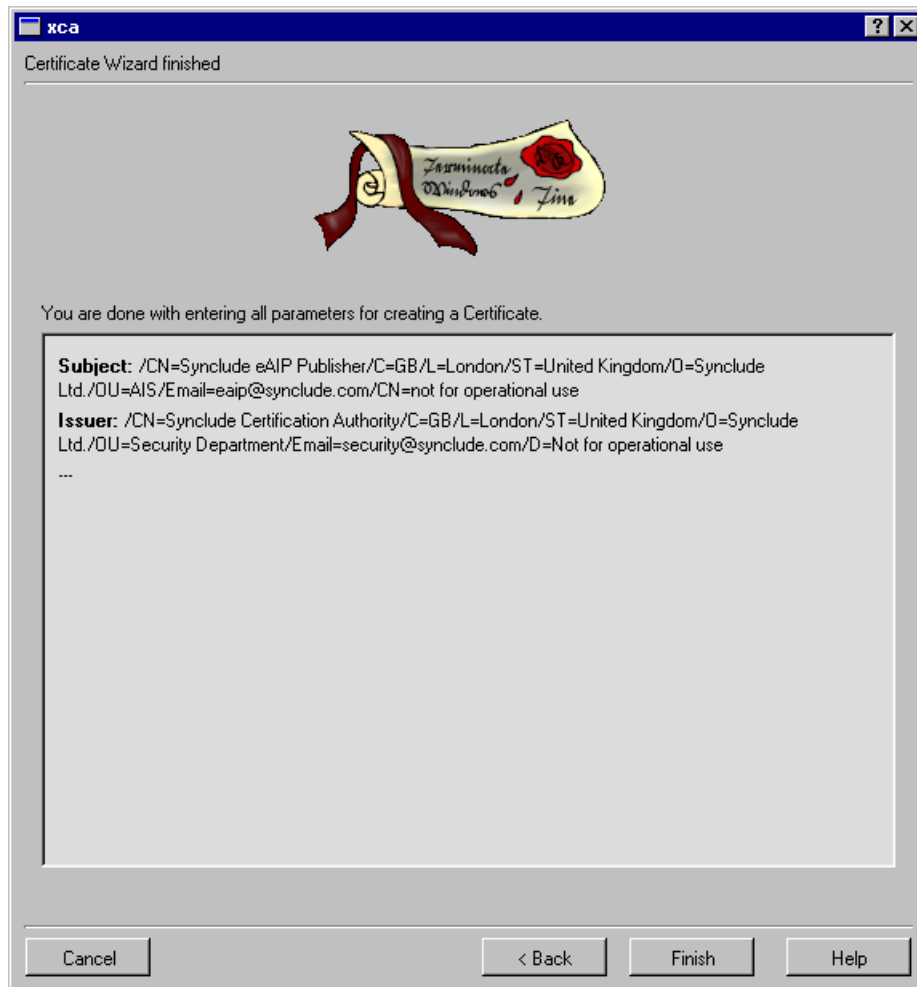 xca
Certificate Wizard finished
Terminate
Windows
Fine
You are done with entering all parameters for creating a Certificate.
Subject: /CN=Synclude eAIP Publisher/C=GB/L=London/ST=United Kingdom/O=Synclude
Ltd./OU=AIS/Email=eaip@synclude.com/CN=not for operational use
Issuer: /CN=Synclude Certification Authority/C=GB/L=London/ST=United Kingdom/O=Synclude
Ltd./OU=Security Department/Email=security@synclude.com/D=Not for operational use
...
Cancel
< Back
Finish
Help